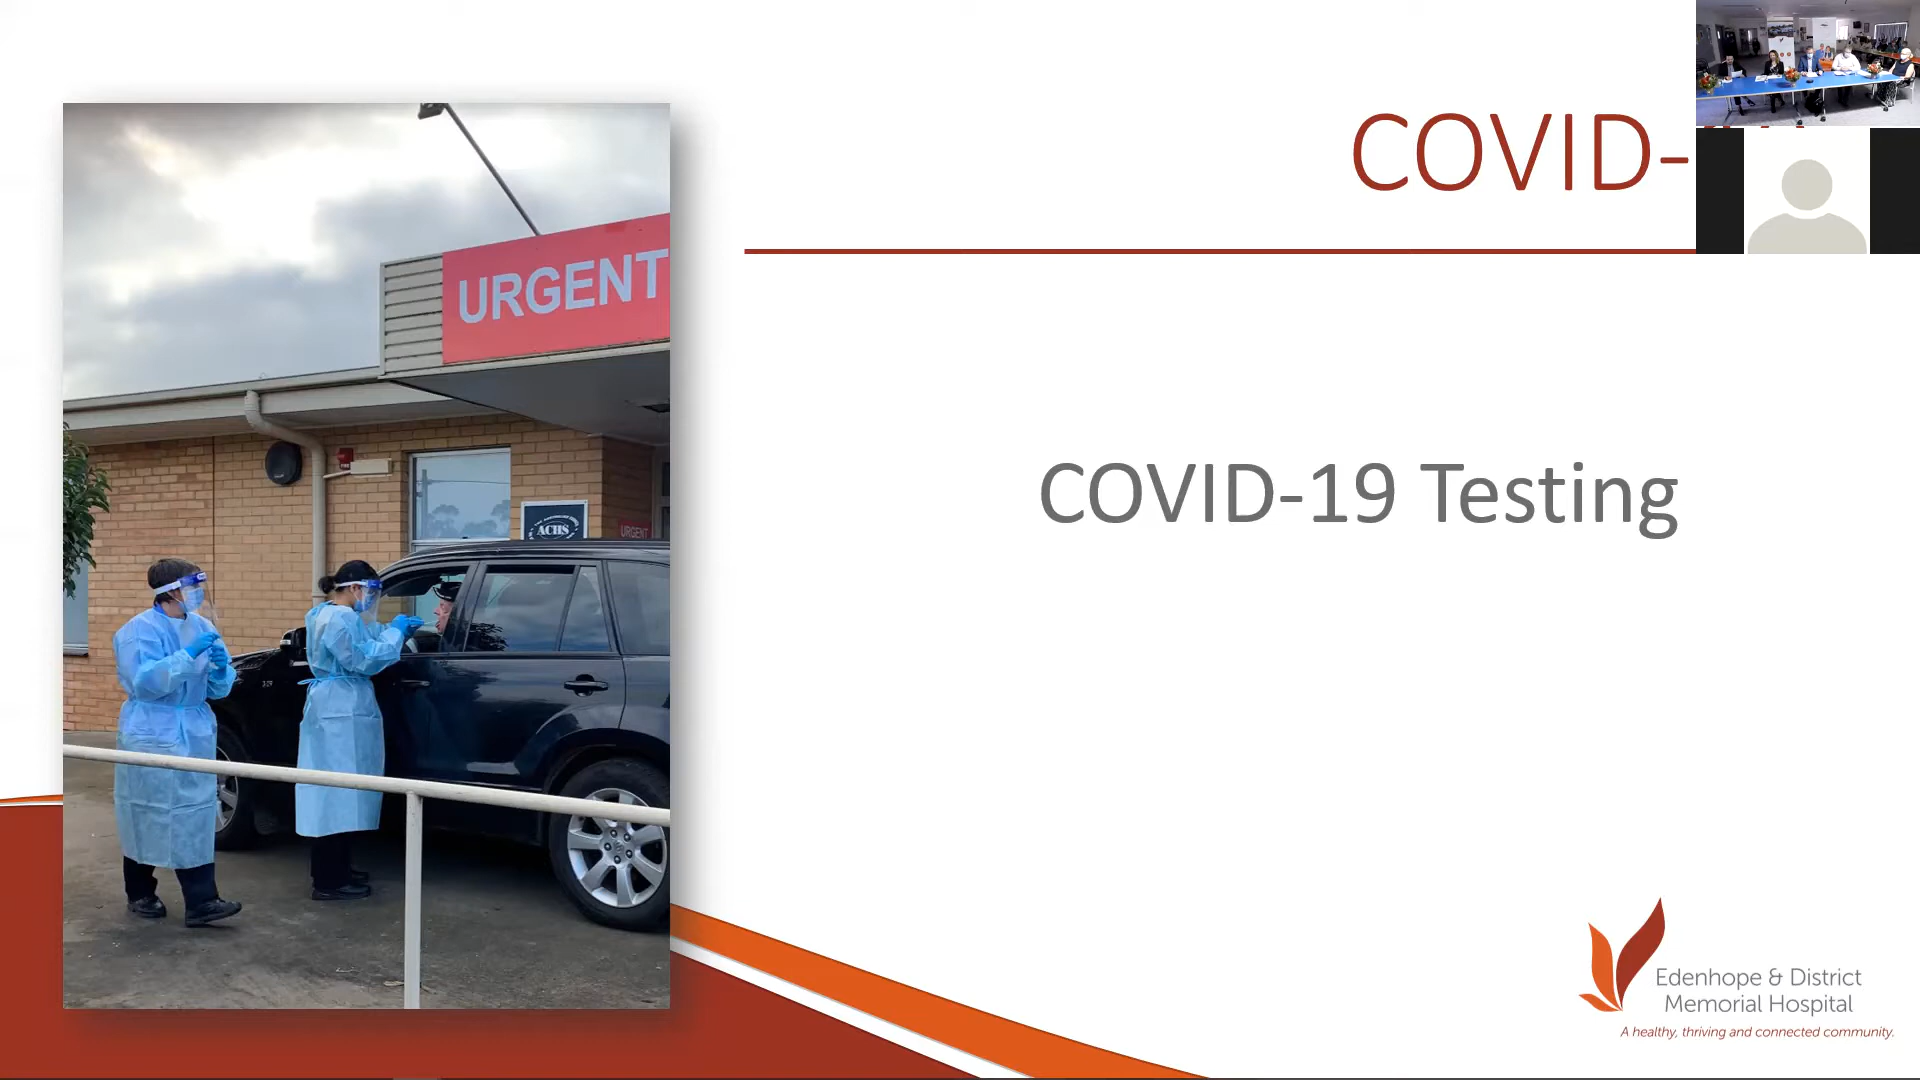 COVID-
COVID-19 Testing
URGENT
ACHS
URGENT
Edenhope & District
Memorial Hospital
A healthy, thriving and connected community.